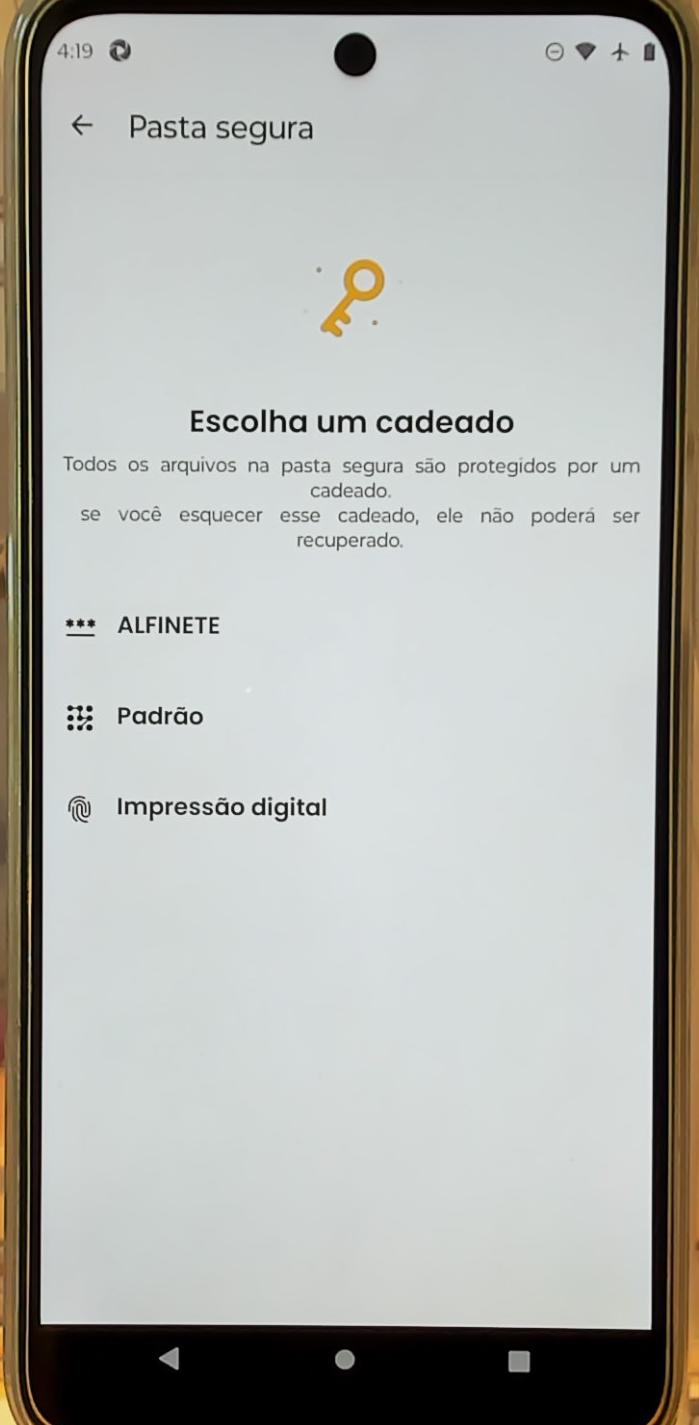 4:19
Pasta segura
Escolha um cadeado
Todos os arquivos na pasta segura são protegidos por um
cadeado.
se você esquecer esse cadeado, ele não poderá ser
recuperado.
ALFINETE
Padrão
Impressão digital